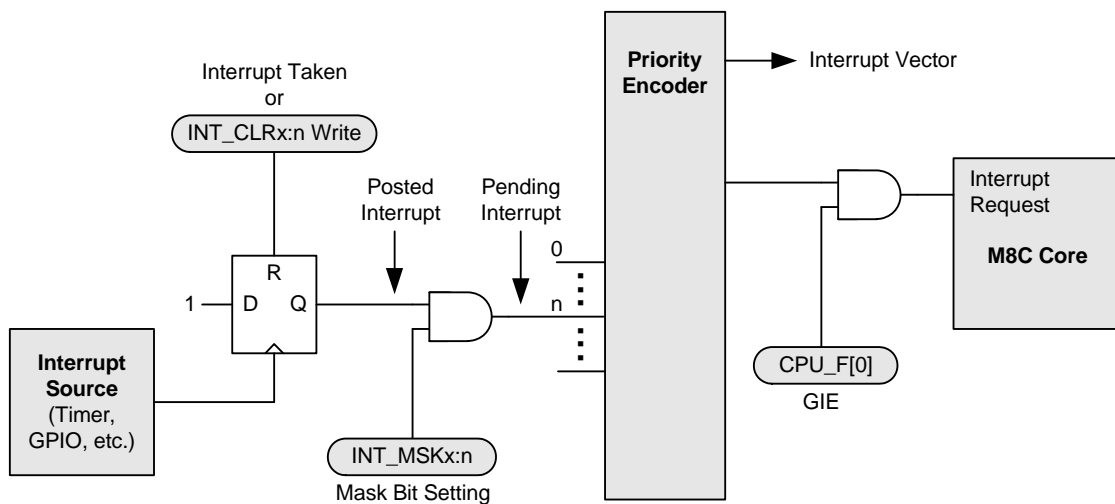 Interrupt Taken
or
INT_CLRx:n Write
Priority
Encoder
Interrupt Vector
Posted
Interrupt
Pending
Interrupt
Interrupt
Request
M8C Core
R
1
D
Q
0
n
Interrupt
Source
(Timer,
GPIO, etc.)
INT_MSKx:n
Mask Bit Setting
CPU_F[0]
GIE